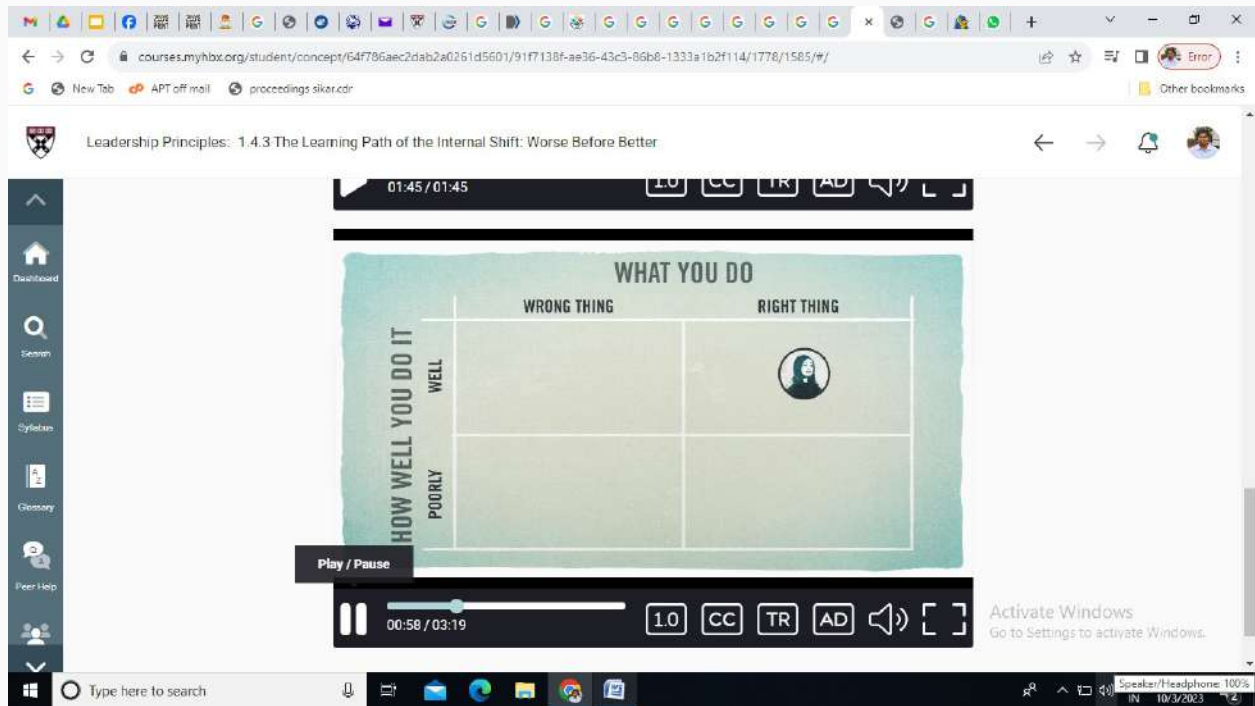 courses.myhbx.org/student/concept/64f786aec2dab2a0261d5601/91f7138f-ae36-43c3-86b8-1333a1b2f114/1778/1585/#/
Error
New Tab APT off mail proceedings sikar.cdr Other bookmarks
Leadership Principles: 1.4.3 The Learning Path of the Internal Shift: Worse Before Better
01:45 / 01:45 1.0 CC TR AD
Dashboard
Search
Syllabus
Glossary
Peer Help
WHAT YOU DO
WRONG THING RIGHT THING
HOW WELL YOU DO IT
WELL
POORLY
Play / Pause
00:58 / 03:19 1.0 CC TR AD
Activate Windows
Go to Settings to activate Windows.
Type here to search
Speaker/Headphone: 100%
IN 10/3/2023